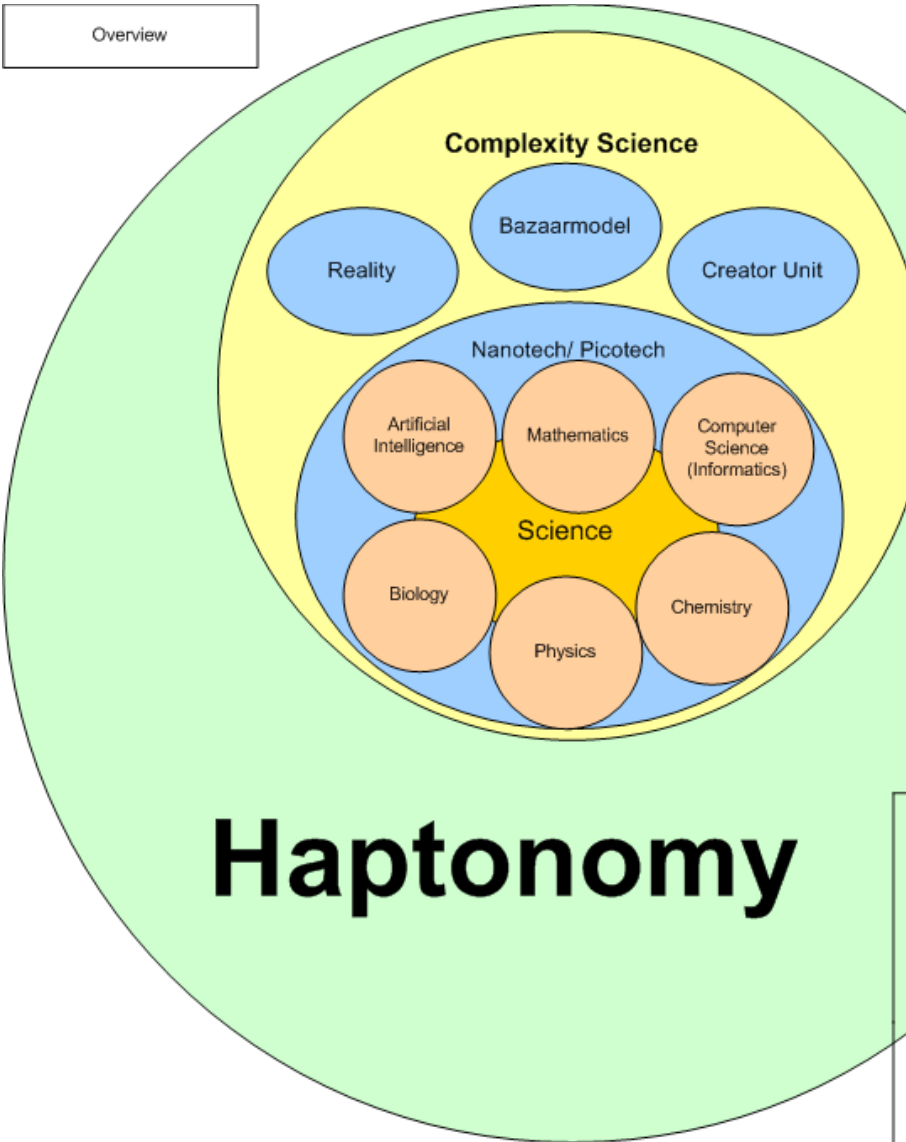 Overview
Complexity Science
Bazaarmodel
Reality
Creator Unit
Nanotech/ Picotech
Artificial
Intelligence
Mathematics
Computer
Science
(Informatics)
Science
Biology
Chemistry
Physics
Haptonomy